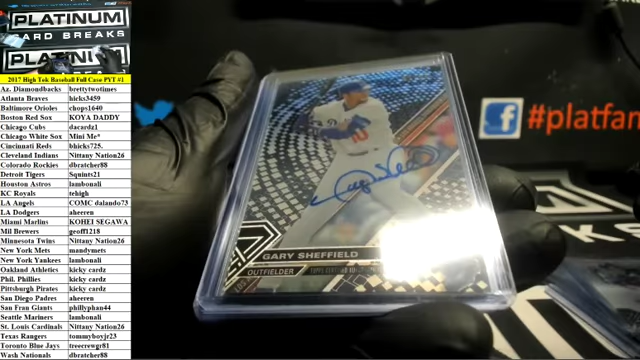 PLATINUM
CARD BREAKS
PLATINUM
2017 High Tek Baseball Full Case PYT #1
Az. Diamondbacks brettytwotimes
Atlanta Braves hicks3459
Baltimore Orioles chops1640
Boston Red Sox KOYA DADDY
Chicago Cubs dacardz1
Chicago White Sox Mini Me*
Cincinnati Reds bhicks725.
Cleveland Indians Nittany Nation26
Colorado Rockies dbratcher88
Detroit Tigers Squints21
Houston Astros lambonali
KC Royals tehigh
LA Angels COMC dalando73
LA Dodgers aheeren
Miami Marlins KOHEI SEGAWA
Mil Brewers geoff1218
Minnesota Twins Nittany Nation26
New York Mets mandymets
New York Yankees lambonali
Oakland Athletics kicky cardz
Phil. Phillies kicky cardz
Pittsburgh Pirates kicky cardz
San Diego Padres aheeren
San Fran Giants phillyphan44
Seattle Mariners lambonali
St. Louis Cardinals Nittany Nation26
Texas Rangers tommyboyjr23
Toronto Blue Jays treecrewgr81
Wash Nationals dbratcher88
#platfam
10
GARY SHEFFIELD
OUTFIELDER